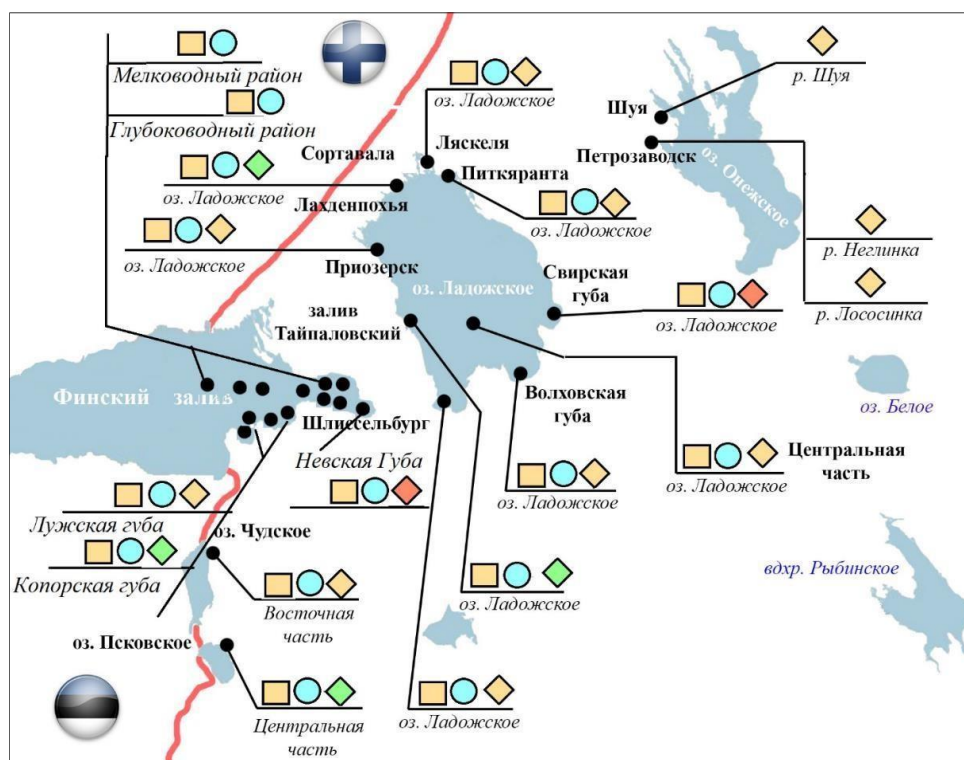 Мелководный район
Глубоководный район
оз. Ладожское
р. Шуя
Шуя
Петрозаводск
оз. Онежское
Ляскеля
Сортавала
Питкяранта
оз. Ладожское
Лахденпохья
оз. Ладожское
оз. Ладожское
Приозерск
р. Неглинка
оз. Ладожское
Свирская
губа
залив
Тайпаловский
оз. Ладожское
р. Лососинка
Финский залив
Шлиссельбург
Волховская
губа
оз. Белое
Невская Губа
Центральная
часть
оз. Ладожское
оз. Ладожское
Лужская губа
оз. Чудское
Копорская губа
вдхр. Рыбинское
Восточная
часть
оз. Ладожское
оз. Псковское
Центральная
часть
оз. Ладожское